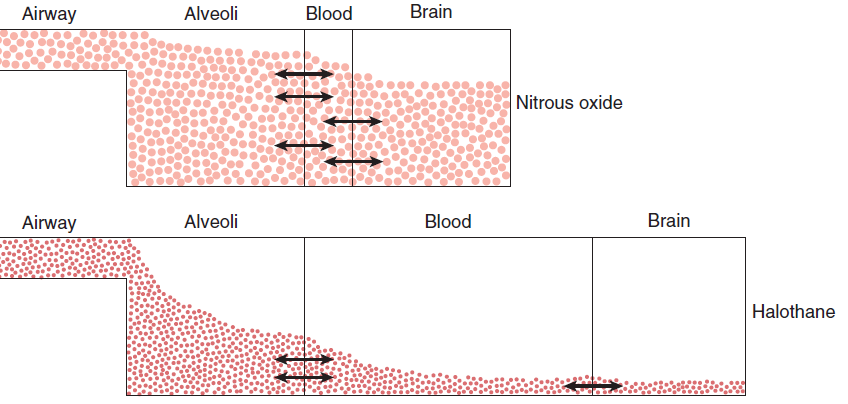 Airway Alveoli Blood Brain
Nitrous oxide
Airway Alveoli Blood Brain
Halothane